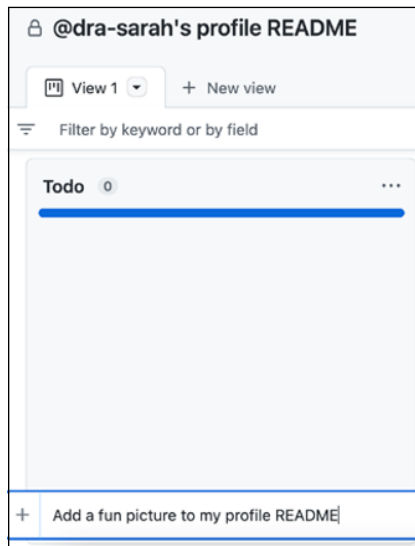 @dra-sarah's profile README
View 1
+ New view
Filter by keyword or by field
Todo 0 ...
+ Add a fun picture to my profile README